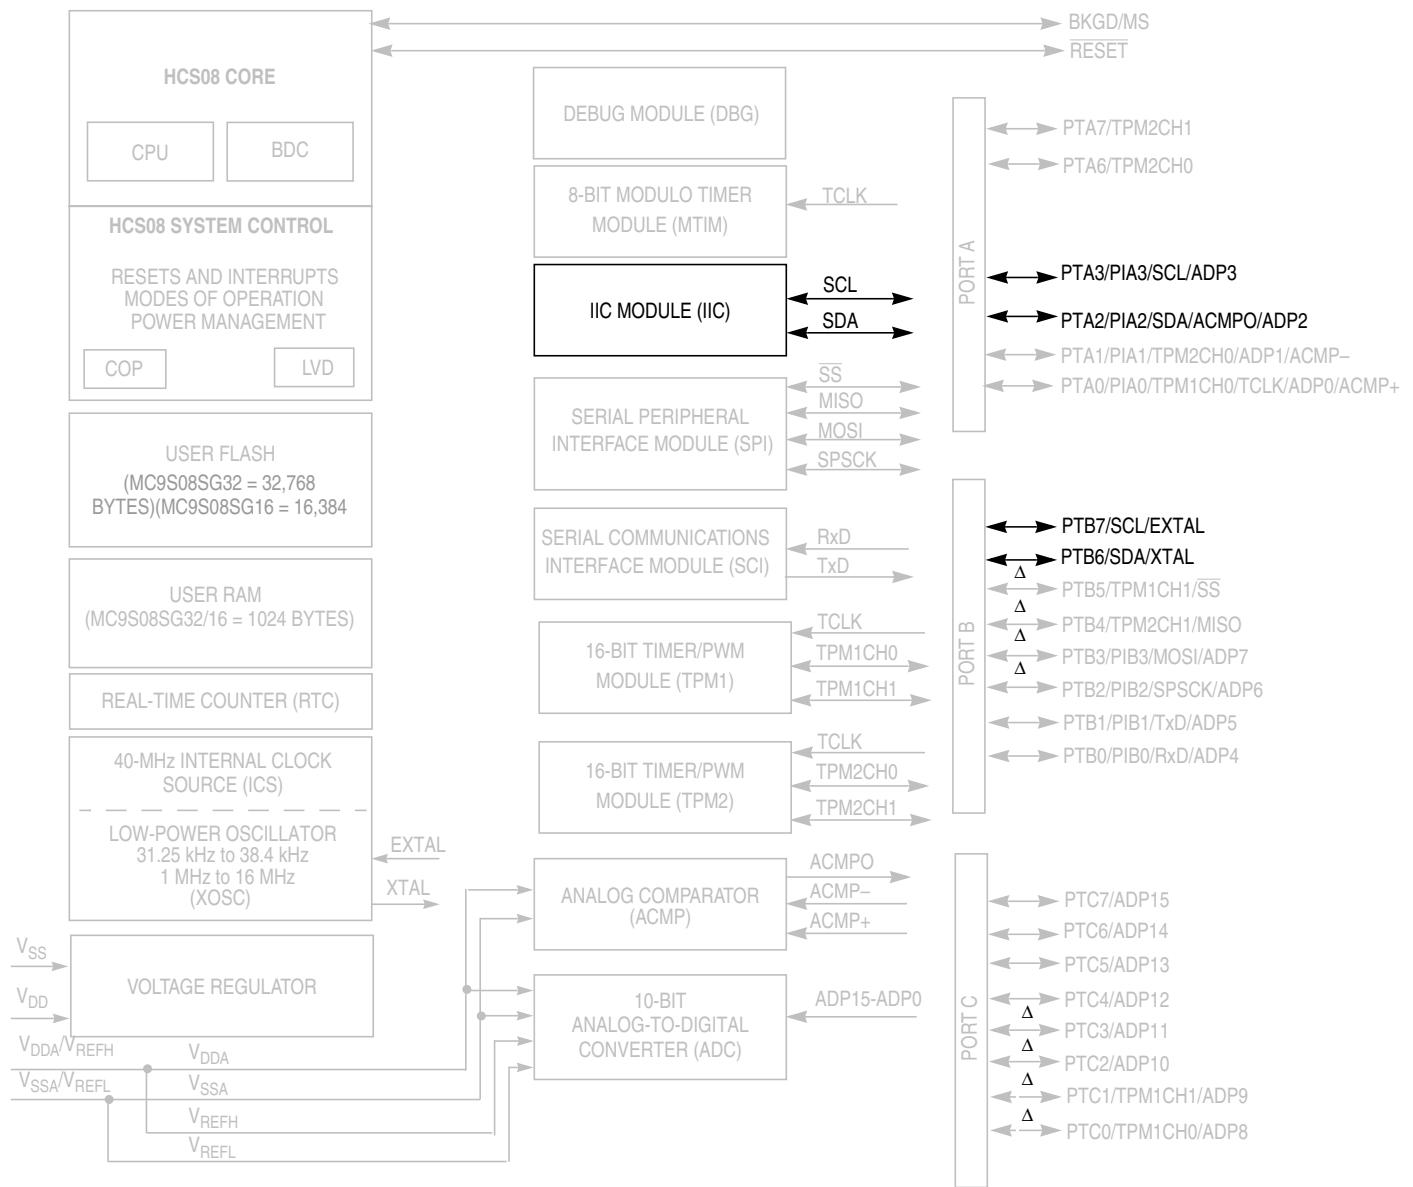 BKGD/MS
RESET
HCS08 CORE
CPU
BDC
HCS08 SYSTEM CONTROL
RESETS AND INTERRUPTS
MODES OF OPERATION
POWER MANAGEMENT
COP
LVD
USER FLASH
(MC9S08SG32 = 32,768
BYTES)(MC9S08SG16 = 16,384
USER RAM
(MC9S08SG32/16 = 1024 BYTES)
REAL-TIME COUNTER (RTC)
40-MHz INTERNAL CLOCK
SOURCE (ICS)
LOW-POWER OSCILLATOR
31.25 kHz to 38.4 kHz
1 MHz to 16 MHz
(XOSC)
EXTAL
XTAL
VSS
VDD
VOLTAGE REGULATOR
VDDA/VREFH
VSSA/VREFL
VDDA
VSSA
VREFH
VREFL
DEBUG MODULE (DBG)
8-BIT MODULO TIMER
MODULE (MTIM)
TCLK
IIC MODULE (IIC)
SCL
SDA
SERIAL PERIPHERAL
INTERFACE MODULE (SPI)
SS
MISO
MOSI
SPSCK
SERIAL COMMUNICATIONS
INTERFACE MODULE (SCI)
RxD
TxD
16-BIT TIMER/PWM
MODULE (TPM1)
TCLK
TPM1CH0
TPM1CH1
16-BIT TIMER/PWM
MODULE (TPM2)
TCLK
TPM2CH0
TPM2CH1
ANALOG COMPARATOR
(ACMP)
ACMPO
ACMP–
ACMP+
10-BIT
ANALOG-TO-DIGITAL
CONVERTER (ADC)
ADP15-ADP0
PORT A
PTA7/TPM2CH1
PTA6/TPM2CH0
PTA3/PIA3/SCL/ADP3
PTA2/PIA2/SDA/ACMPO/ADP2
PTA1/PIA1/TPM2CH0/ADP1/ACMP–
PTA0/PIA0/TPM1CH0/TCLK/ADP0/ACMP+
PORT B
PTB7/SCL/EXTAL
PTB6/SDA/XTAL
Δ
PTB5/TPM1CH1/SS
Δ
PTB4/TPM2CH1/MISO
Δ
PTB3/PIB3/MOSI/ADP7
Δ
PTB2/PIB2/SPSCK/ADP6
PTB1/PIB1/TxD/ADP5
PTB0/PIB0/RxD/ADP4
PORT C
PTC7/ADP15
PTC6/ADP14
PTC5/ADP13
PTC4/ADP12
Δ
PTC3/ADP11
Δ
PTC2/ADP10
Δ
PTC1/TPM1CH1/ADP9
Δ
PTC0/TPM1CH0/ADP8